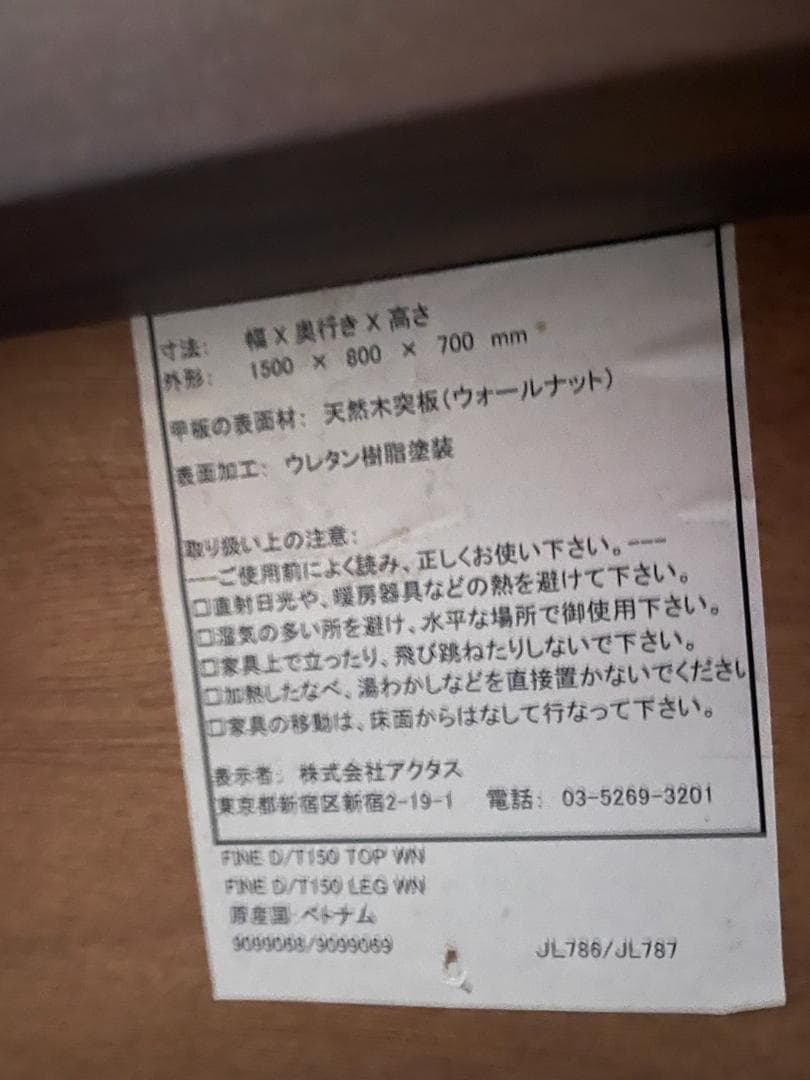 寸法: 幅 X 奥行き X 高さ
外形: 1500 × 800 × 700 mm
甲板の表面材: 天然木突板(ウォールナット)
表面加工: ウレタン樹脂塗装
取り扱い上の注意:
---ご使用前によく読み、正しくお使い下さい。---
□直射日光や、暖房器具などの熱を避けて下さい。
□湿気の多い所を避け、水平な場所で御使用下さい。
□家具上で立ったり、飛び跳ねたりしないで下さい。
□加熱したなべ、湯わかしなどを直接置かないでください
□家具の移動は、床面からはなして行なって下さい。
表示者: 株式会社アクタス
東京都新宿区新宿2-19-1 電話: 03-5269-3201
FINE D/T150 TOP WN
FINE D/T150 LEG WN
原産国:ベトナム
9099068/9099069 JL786/JL787